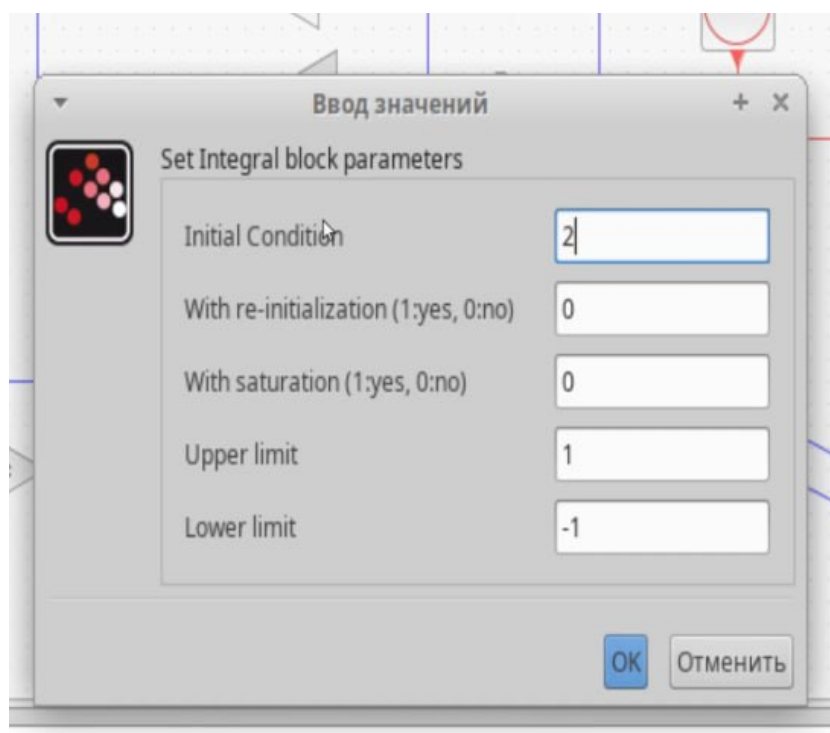 Ввод значений
Set Integral block parameters
Initial Condition 2
With re-initialization (1:yes, 0:no) 0
With saturation (1:yes, 0:no) 0
Upper limit 1
Lower limit -1
OK Отменить